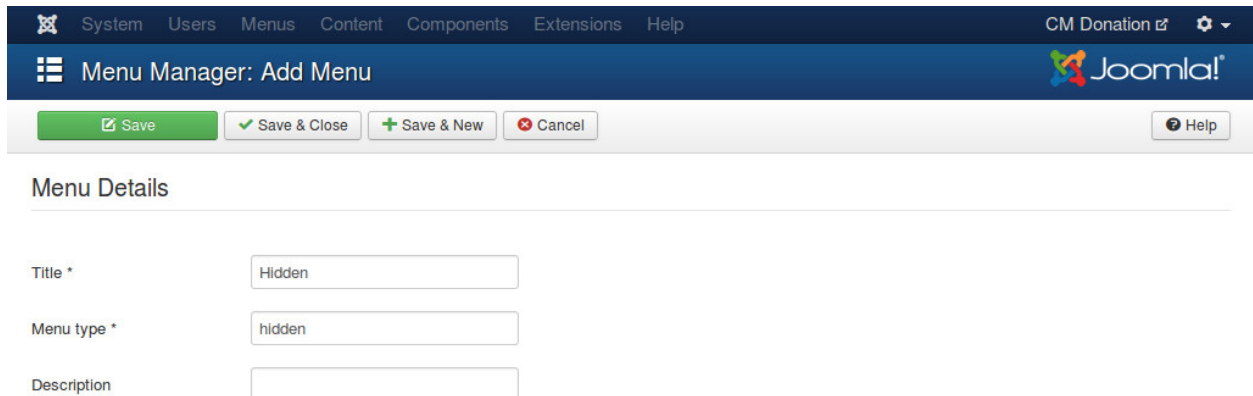 System Users Menus Content Components Extensions Help CM Donation
Menu Manager: Add Menu Joomla!®
Save Save & Close Save & New Cancel Help
Menu Details
Title * Hidden
Menu type * hidden
Description